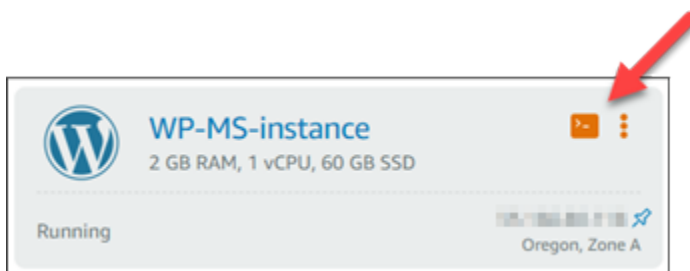 WP-MS-instance
2 GB RAM, 1 vCPU, 60 GB SSD
Running
Oregon, Zone A